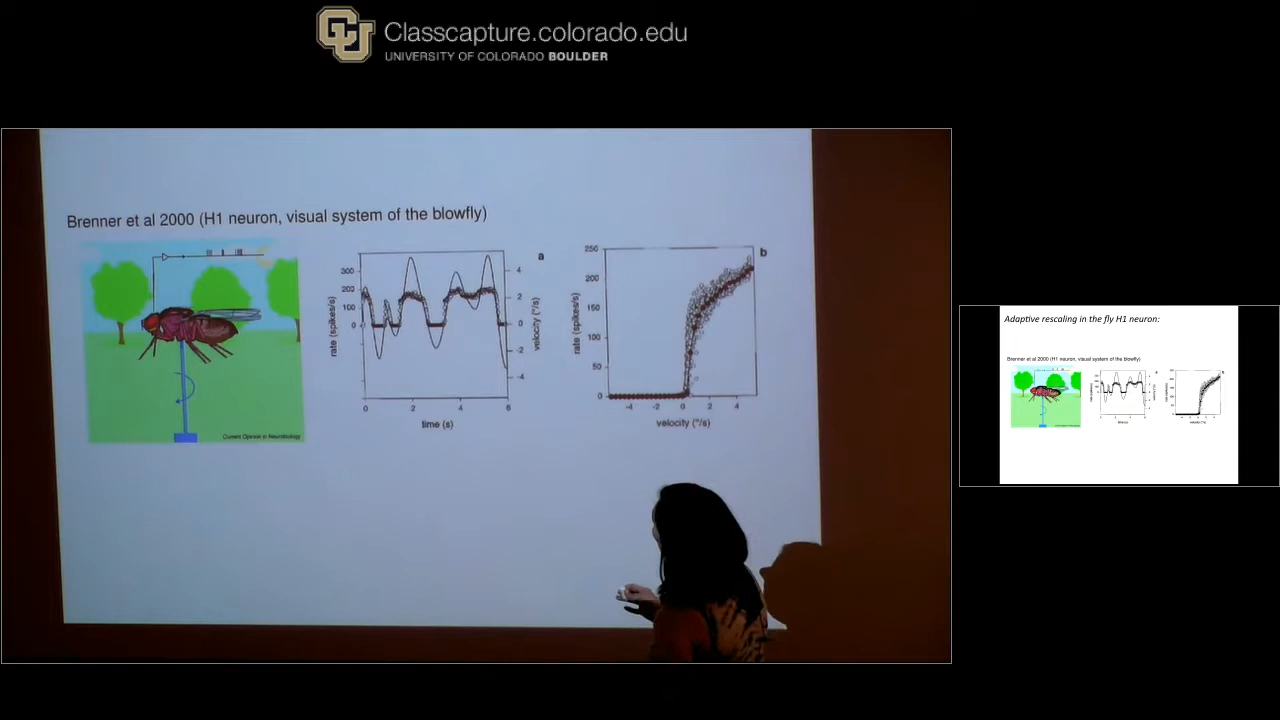 Classcapture.colorado.edu
UNIVERSITY OF COLORADO BOULDER
Brenner et al 2000 (H1 neuron, visual system of the blowfly)
Current Opinion in Neurobiology
a
rate (spikes/s)
300
200
100
0
4
2
0
-2
-4
velocity (°/s)
0 2 4 6
time (s)
b
rate (spikes/s)
250
200
150
100
50
0
-4 -2 0 2 4
velocity (°/s)
Adaptive rescaling in the fly H1 neuron:
Brenner et al 2000 (H1 neuron, visual system of the blowfly)